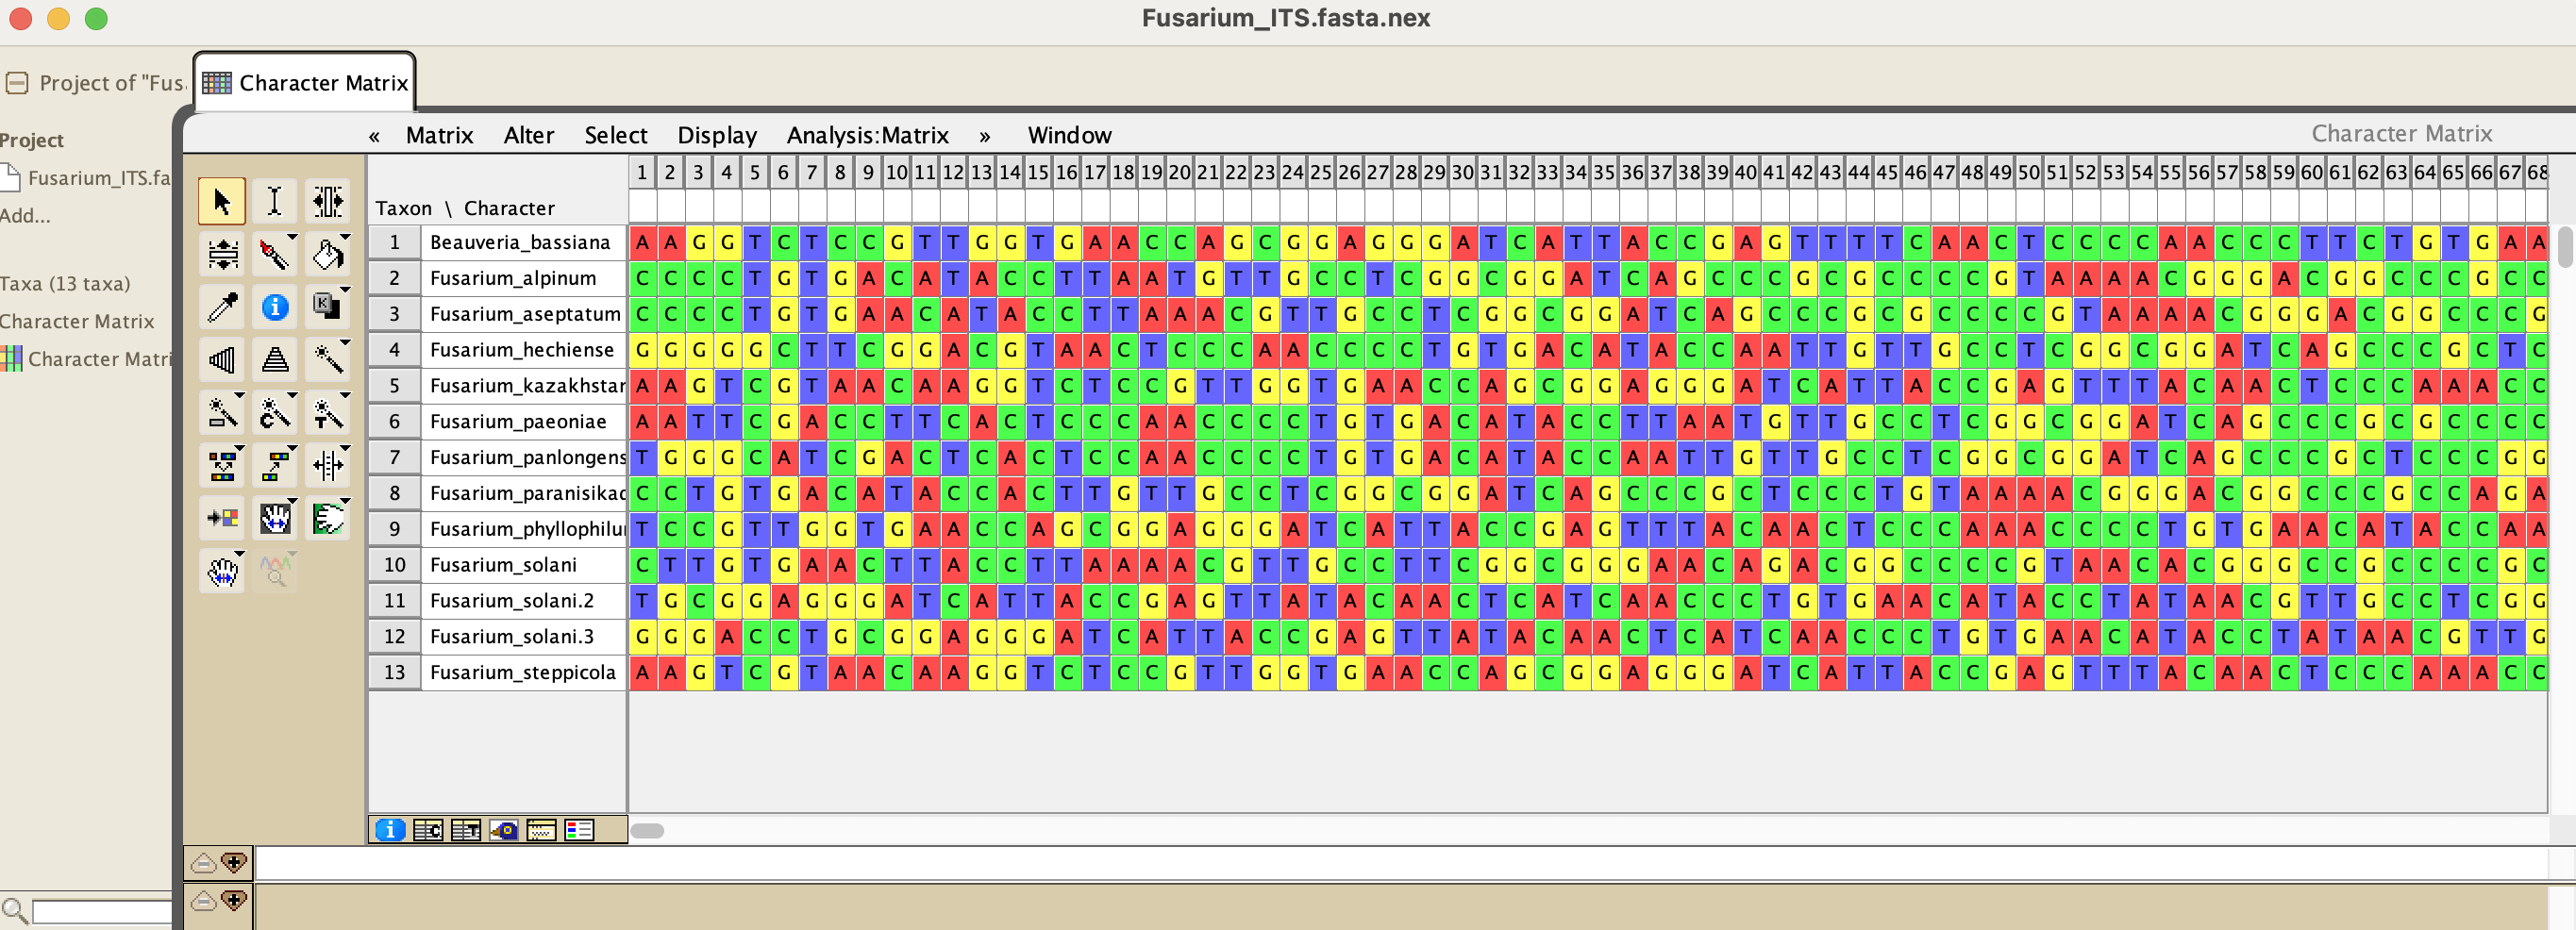 Fusarium_ITS.fasta.nex
Project of "Fus
Character Matrix
« Matrix Alter Select Display Analysis:Matrix » Window Character Matrix
Project
Fusarium_ITS.fa
Add...
Taxa (13 taxa)
Character Matrix
Character Matri
1 2 3 4 5 6 7 8 9 10 11 12 13 14 15 16 17 18 19 20 21 22 23 24 25 26 27 28 29 30 31 32 33 34 35 36 37 38 39 40 41 42 43 44 45 46 47 48 49 50 51 52 53 54 55 56 57 58 59 60 61 62 63 64 65 66 67 68
Taxon \ Character
1 Beauveria_bassiana A A G G T C T C C G T T G G T G A A C C A G C G G A G G G A T C A T T A C C G A G T T T T C A A C T C C C C A A C C C T T C T G T G A A
2 Fusarium_alpinum C C C C T G T G A C A T A C C T T A A T G T T G C C T C G G C G G A T C A G C C C G C G C C C C G T A A A A C G G G A C G G C C C G C C
3 Fusarium_aseptatum C C C C T G T G A A C A T A C C T T A A A C G T T G C C T C G G C G G A T C A G C C C G C G C C C C G T A A A A C G G G A C G G C C C G
4 Fusarium_hechiense G G G G G C T T C G G A C G T A A C T C C C A A C C C C T G T G A C A T A C C A A T T G T T G C C T C G G C G G A T C A G C C C G C T C
5 Fusarium_kazakhstar A A G T C G T A A C A A G G T C T C C G T T G G T G A A C C A G C G G A G G G A T C A T T A C C G A G T T T A C A A C T C C C A A A C C
6 Fusarium_paeoniae A A T T C G A C C T T C A C T C C C A A C C C C T G T G A C A T A C C T T A A T G T T G C C T C G G C G G A T C A G C C C G C G C C C C
7 Fusarium_panlongens T G G G C A T C G A C T C A C T C C A A C C C C T G T G A C A T A C C A A T T G T T G C C T C G G C G G A T C A G C C C G C T C C C G G
8 Fusarium_paranisikac C C T G T G A C A T A C C A C T T G T T G C C T C G G C G G A T C A G C C C G C T C C C T G T A A A A C G G G A C G G C C C G C C A G A
9 Fusarium_phyllophilu T C C G T T G G T G A A C C A G C G G A G G G A T C A T T A C C G A G T T T A C A A C T C C C A A A C C C C T G T G A A C A T A C C A A
10 Fusarium_solani C T T G T G A A C T T A C C T T A A A A C G T T G C C T T C G G C G G G A A C A G A C G G C C C C G T A A C A C G G G C C G C C C C G C
11 Fusarium_solani.2 T G C G G A G G G A T C A T T A C C G A G T T A T A C A A C T C A T C A A C C C T G T G A A C A T A C C T A T A A C G T T G C C T C G G
12 Fusarium_solani.3 G G G A C C T G C G G A G G G A T C A T T A C C G A G T T A T A C A A C T C A T C A A C C C T G T G A A C A T A C C T A T A A C G T T G
13 Fusarium_steppicola A A G T C G T A A C A A G G T C T C C G T T G G T G A A C C A G C G G A G G G A T C A T T A C C G A G T T T A C A A C T C C C A A A C C